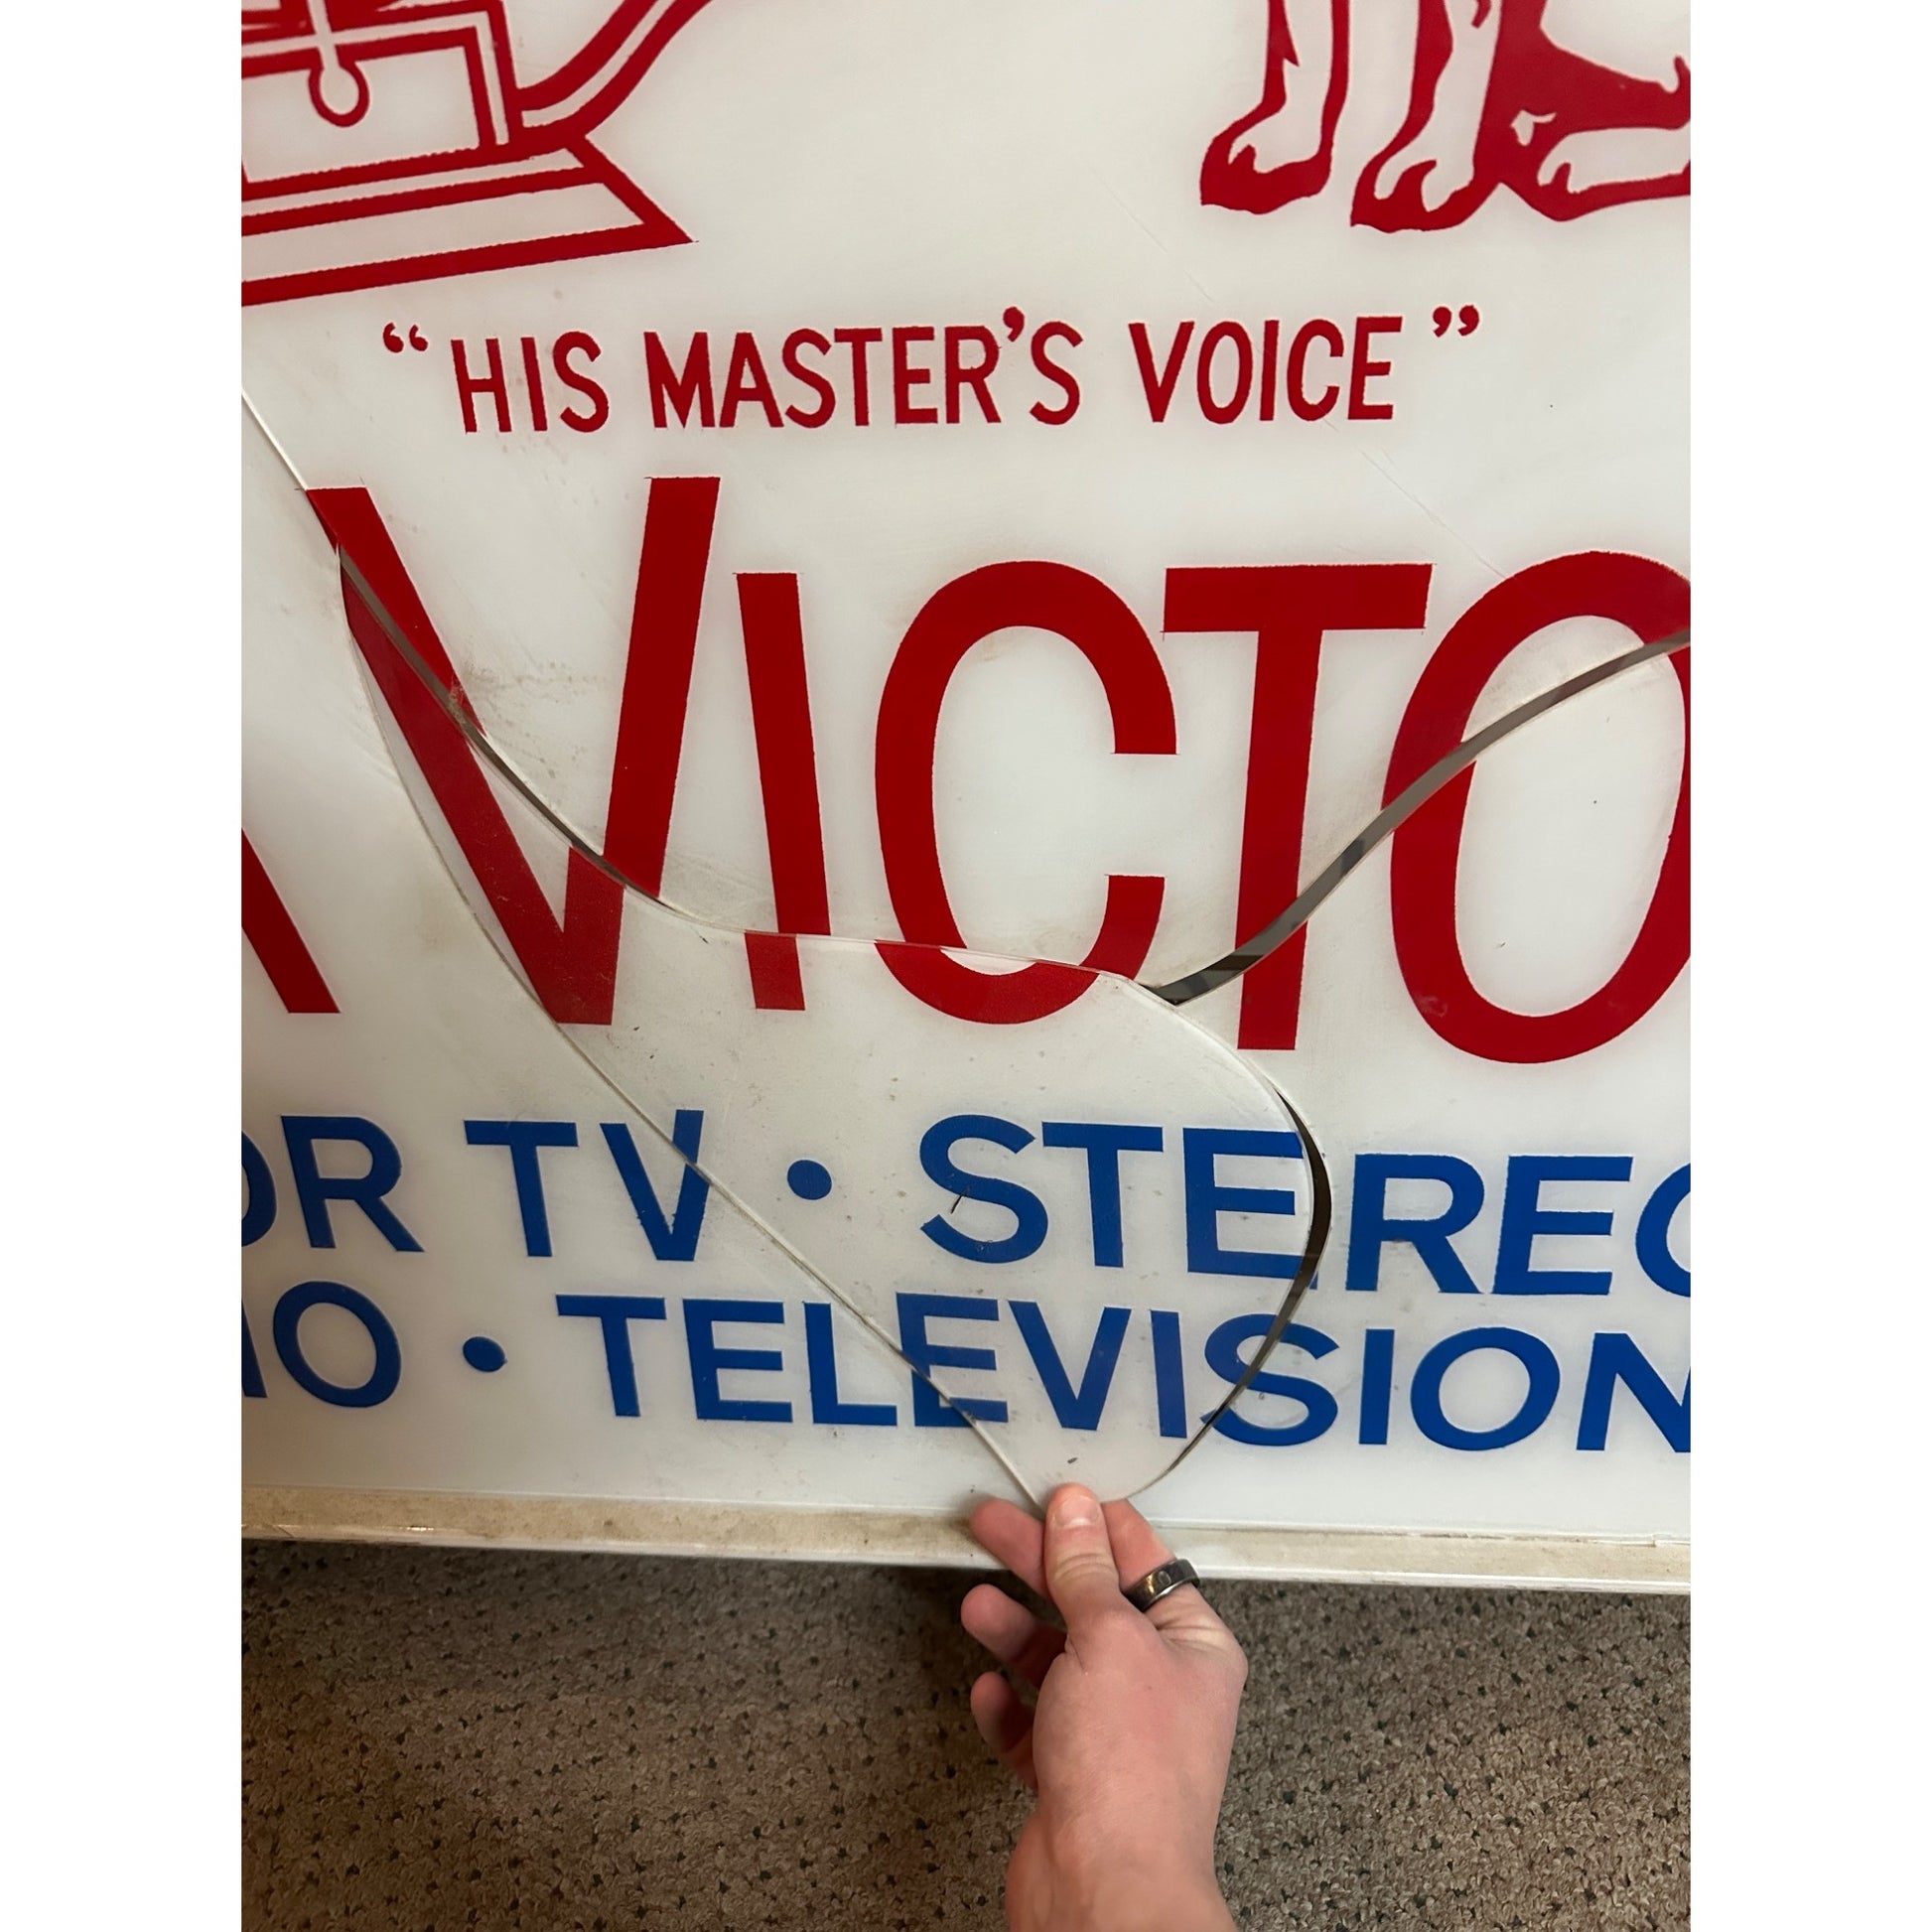 “HIS MASTER’S VOICE”
A VICTO
OR TV • STEREO
IO • TELEVISION